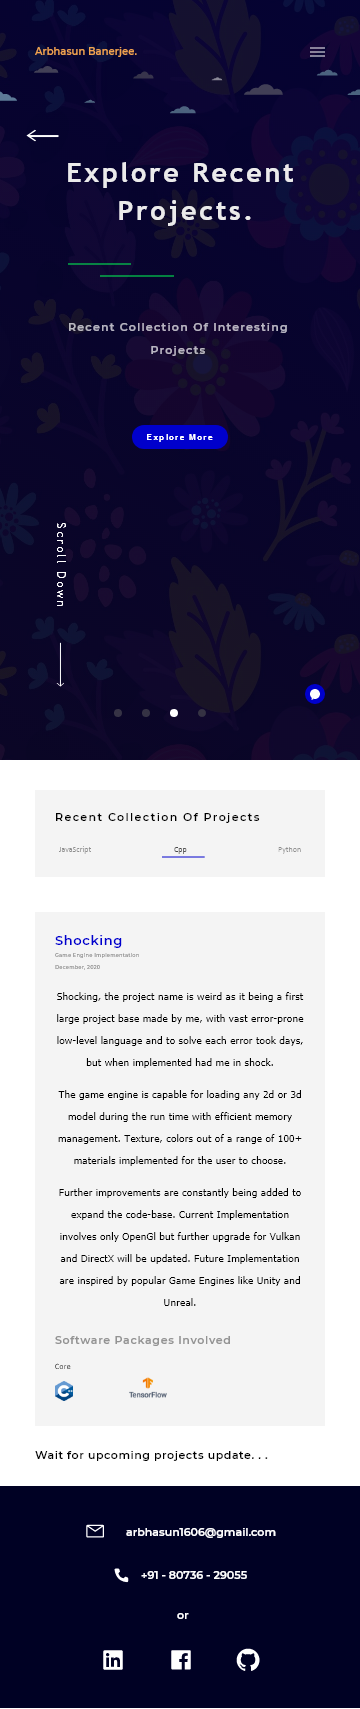 Arbhasun Banerjee.
Explore Recent
Projects.
Recent Collection Of Interesting
Projects
Explore More
Scroll Down
Recent Collection Of Projects
JavaScript
Cpp
Python
Shocking
Game Engine Implementation
December, 2020
Shocking, the project name is weird as it being a first
large project base made by me, with vast error-prone
low-level language and to solve each error took days,
but when implemented had me in shock.
The game engine is capable for loading any 2d or 3d
model during the run time with efficient memory
management. Texture, colors out of a range of 100+
materials implemented for the user to choose.
Further improvements are constantly being added to
expand the code-base. Current Implementation
involves only OpenGl but further upgrade for Vulkan
and DirectX will be updated. Future Implementation
are inspired by popular Game Engines like Unity and
Unreal.
Software Packages Involved
Core
C++
TensorFlow
Wait for upcoming projects update. . .
arbhasun1606@gmail.com
+91 - 80736 - 29055
or
in